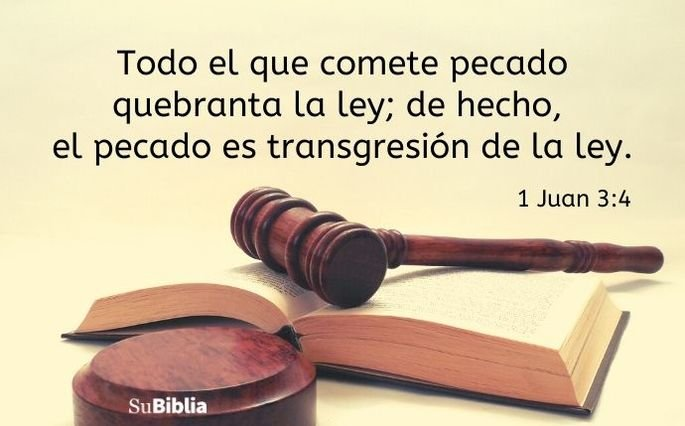 Todo el que comete pecado
quebranta la ley; de hecho,
el pecado es transgresión de la ley.
1 Juan 3:4
SuBiblia